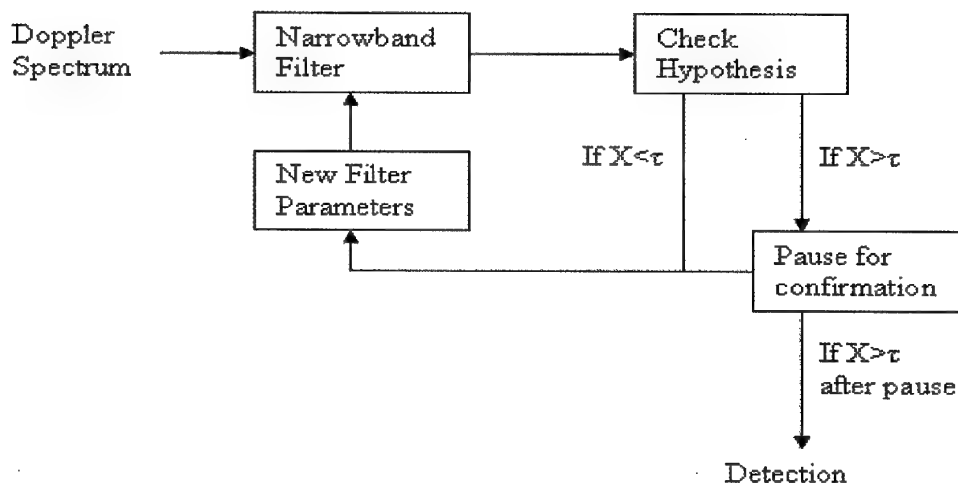 Doppler
Spectrum
Narrowband
Filter
Check
Hypothesis
New Filter
Parameters
If X<τ
If X>τ
Pause for
confirmation
If X>τ
after pause
Detection